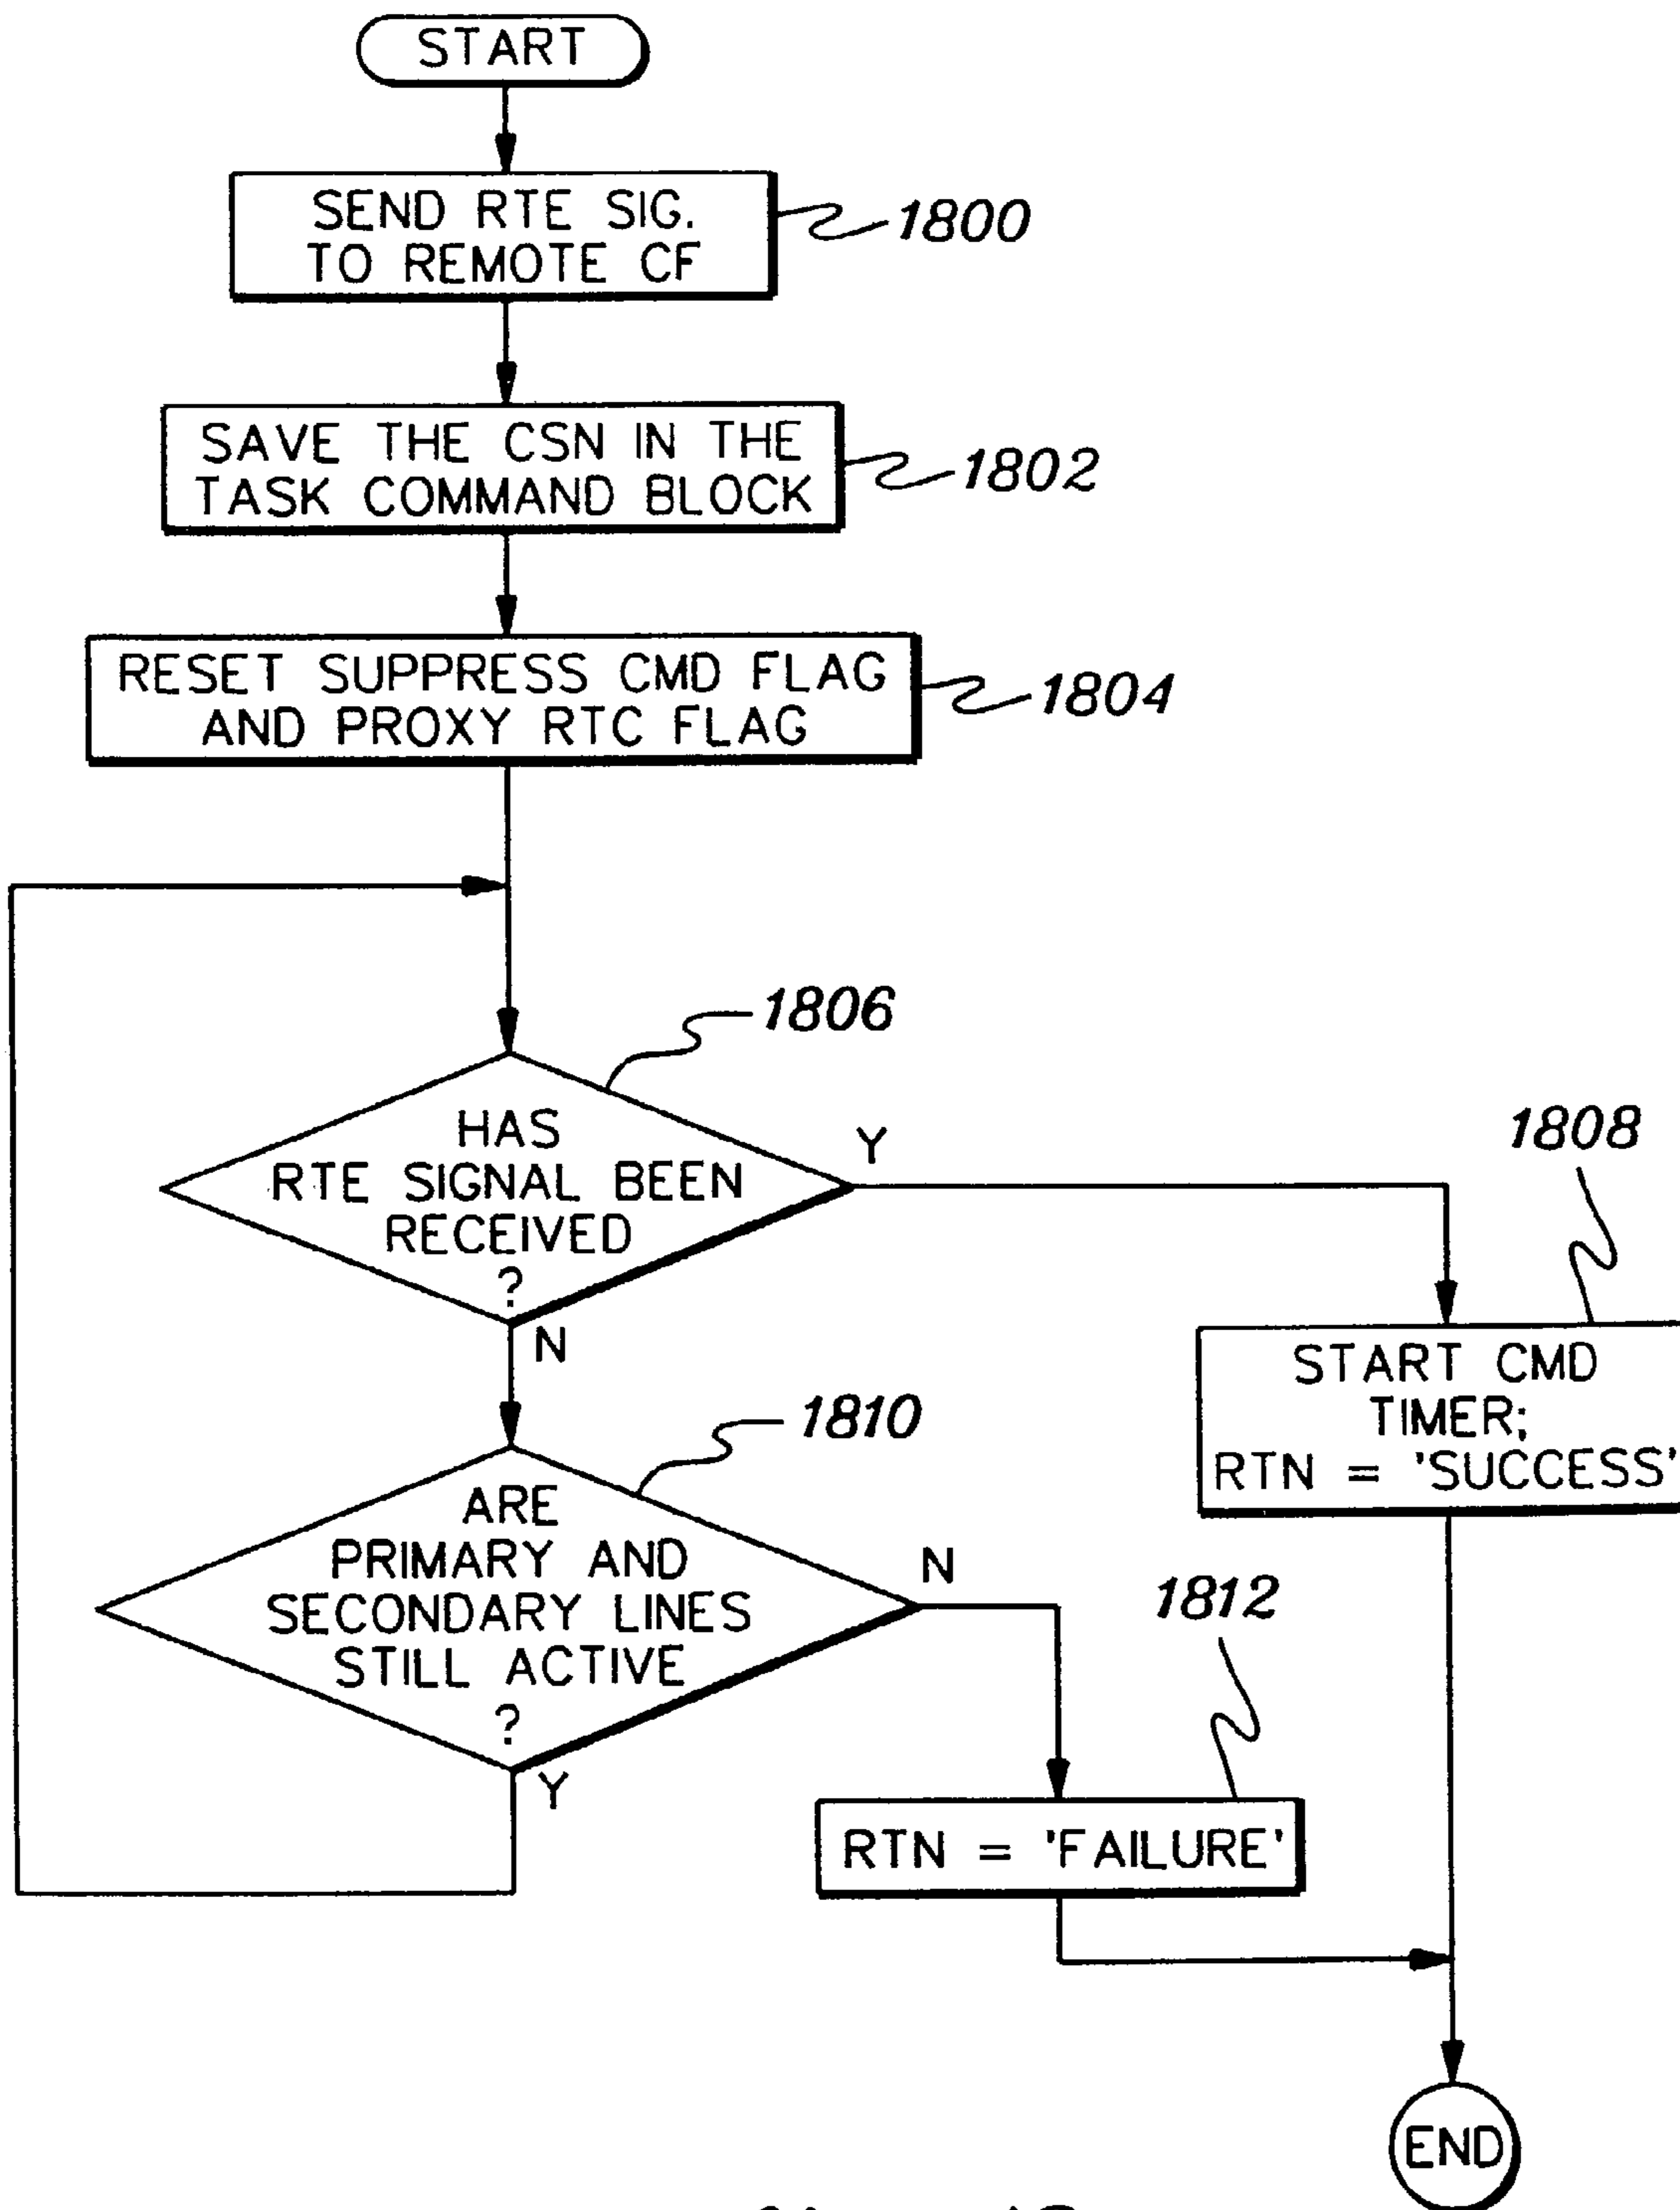 START
SEND RTE SIG.
TO REMOTE CF
1800
SAVE THE CSN IN THE
TASK COMMAND BLOCK
1802
RESET SUPPRESS CMD FLAG
AND PROXY RTC FLAG
1804
1806
HAS
RTE SIGNAL BEEN
RECEIVED
?
Y
N
1808
START CMD
TIMER;
RTN = 'SUCCESS'
1810
ARE
PRIMARY AND
SECONDARY LINES
STILL ACTIVE
?
N
Y
1812
RTN = 'FAILURE'
END